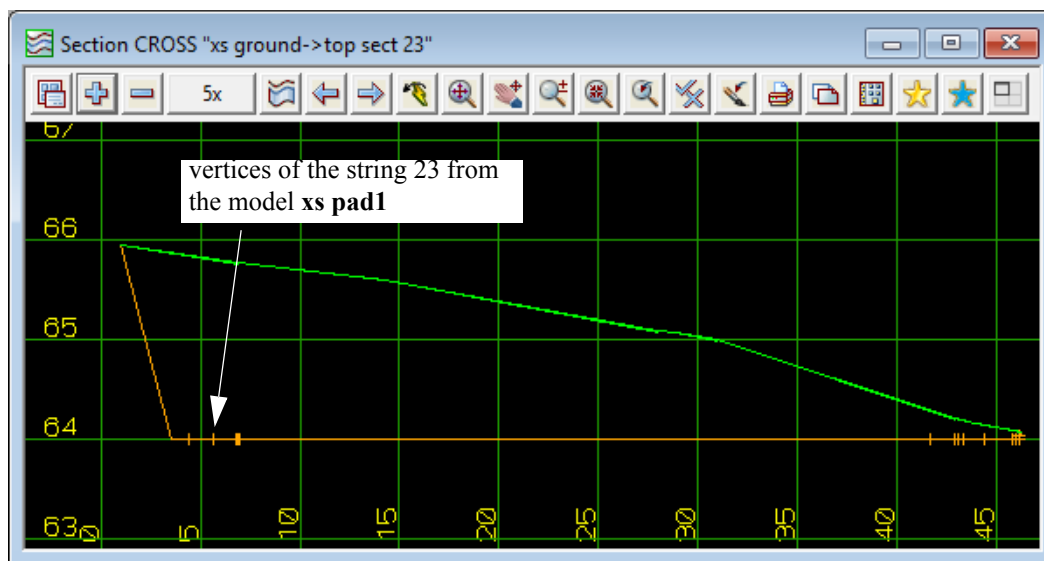 Section CROSS "xs ground->top sect 23"
5x
67
vertices of the string 23 from
the model xs pad1
66
65
64
63
0 5 10 15 20 25 30 35 40 45